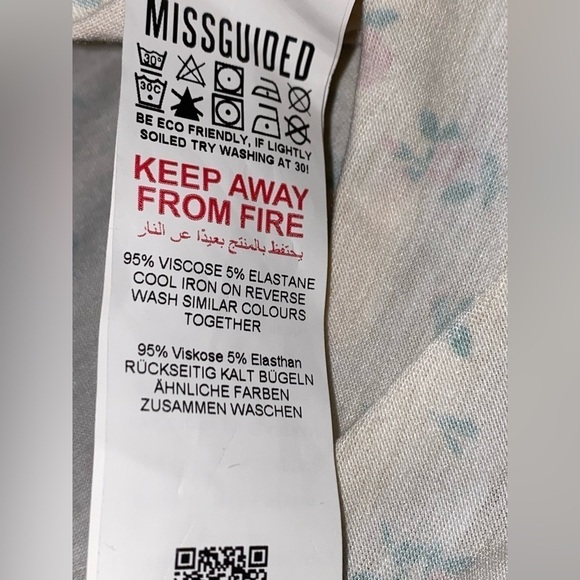 MISSGUIDED
30°
30C
BE ECO FRIENDLY, IF LIGHTLY
SOILED TRY WASHING AT 30!
KEEP AWAY
FROM FIRE
يحتفظ بالمنتج بعيدًا عن النار
95% VISCOSE 5% ELASTANE
COOL IRON ON REVERSE
WASH SIMILAR COLOURS
TOGETHER
95% Viskose 5% Elasthan
RÜCKSEITIG KALT BÜGELN
ÄHNLICHE FARBEN
ZUSAMMEN WASCHEN